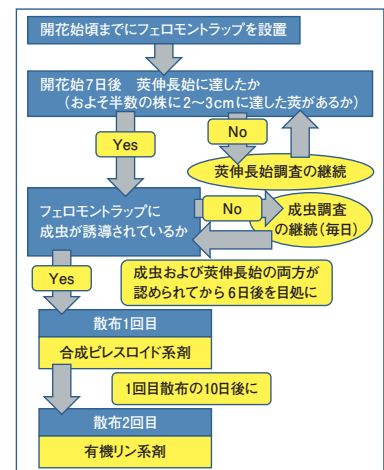 開花始頃までにフェロモントラップを設置
開花始7日後　莢伸長始に達したか
（およそ半数の株に2～3cmに達した莢があるか）
Yes
No
莢伸長始調査の継続
フェロモントラップに
成虫が誘導されているか
No
成虫調査
の継続（毎日）
Yes
成虫および莢伸長始の両方が
認められてから6日後を目処に
散布1回目
合成ピレスロイド系剤
1回目散布の10日後に
散布2回目
有機リン系剤